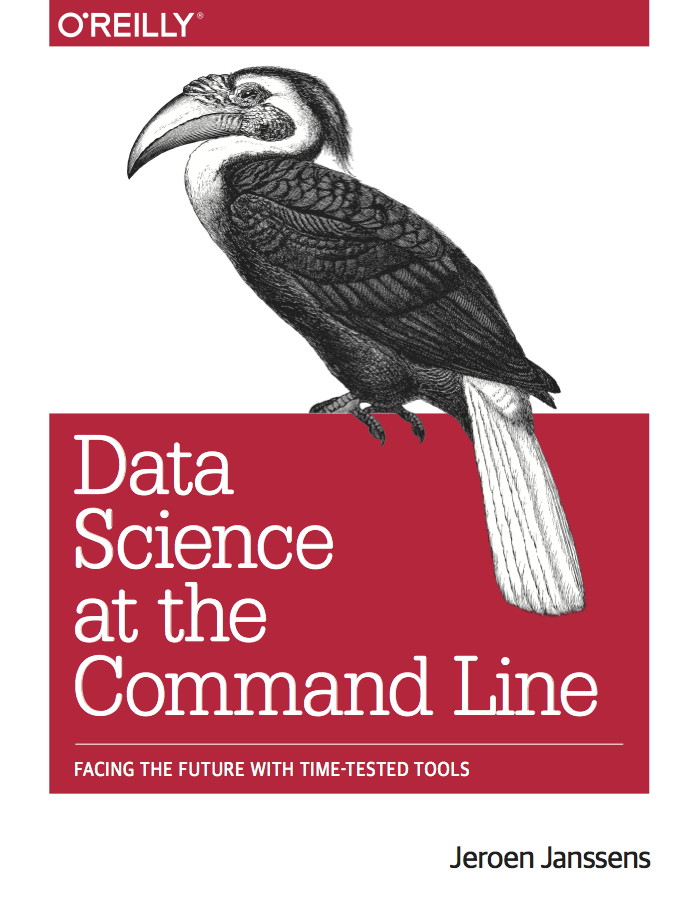 O'REILLY®
Data
Science
at the
Command Line
FACING THE FUTURE WITH TIME-TESTED TOOLS
Jeroen Janssens